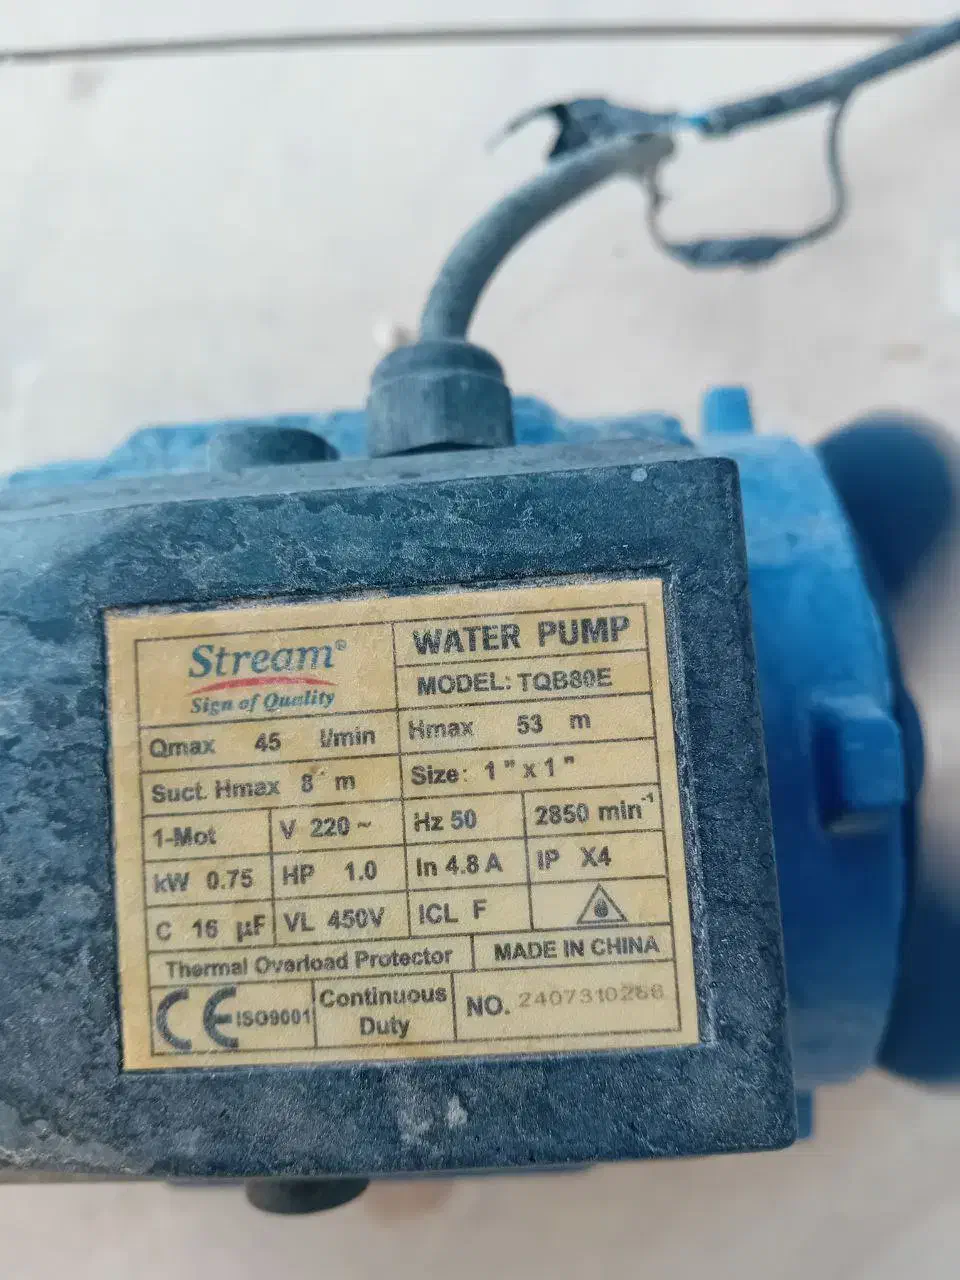 Stream®
Sign of Quality
WATER PUMP
MODEL: TQB80E
Qmax 45 l/min
Hmax 53 m
Suct. Hmax 8 m
Size: 1" x 1"
1-Mot
V 220 ~
Hz 50
2850 min⁻¹
kW 0.75
HP 1.0
In 4.8 A
IP X4
C 16 µF
VL 450V
ICL F
Thermal Overload Protector
MADE IN CHINA
CE ISO9001
Continuous
Duty
NO. 2407310266